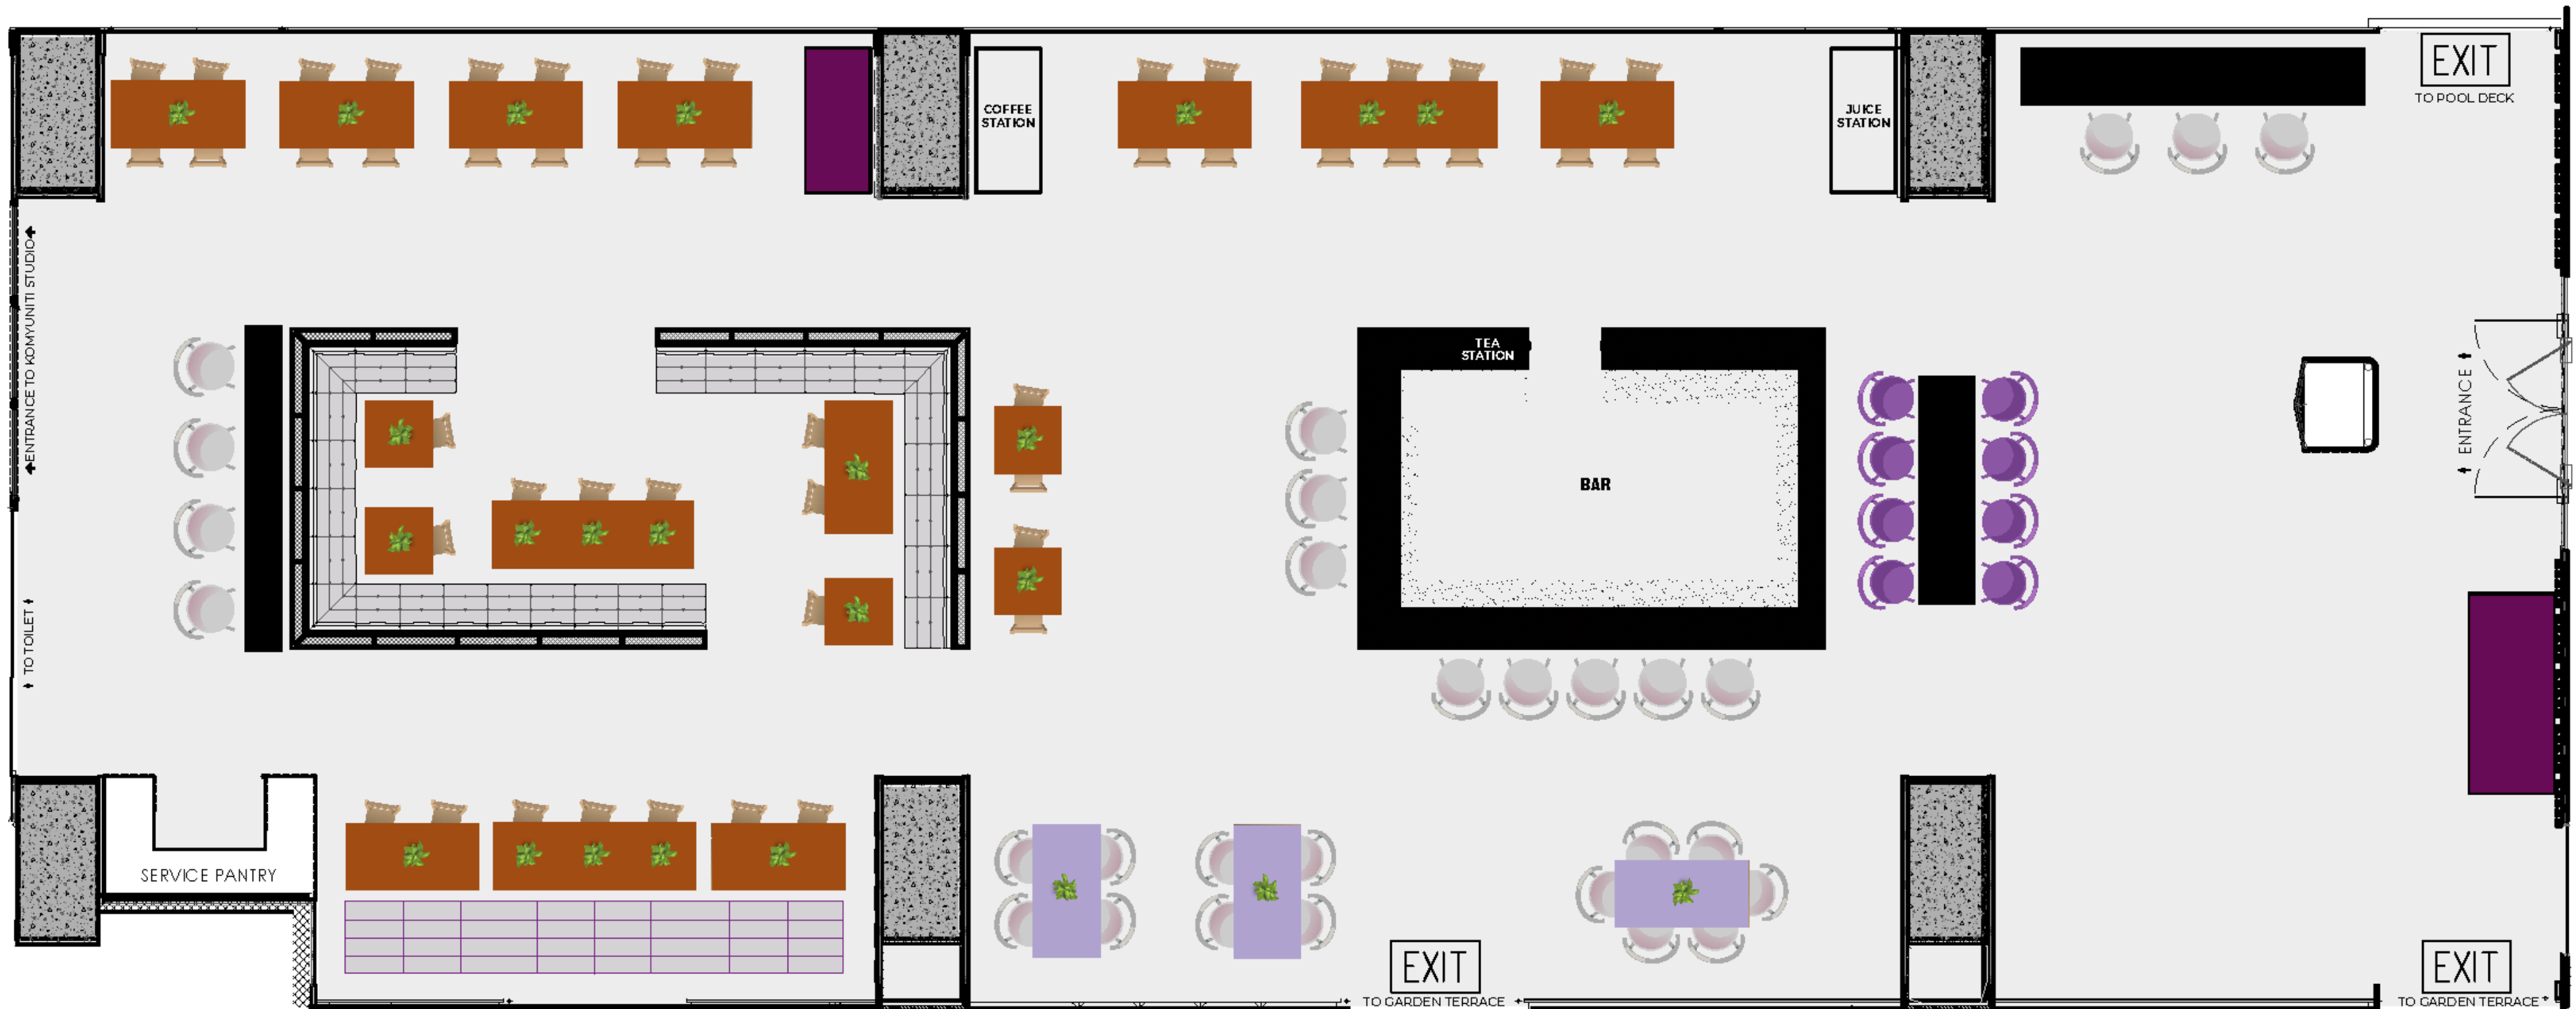 EXIT
TO POOL DECK
COFFEE
STATION
JUICE
STATION
ENTRANCE TO KOMYUNITI STUDIO
TEA
STATION
ENTRANCE
BAR
TO TOILET
SERVICE PANTRY
EXIT
TO GARDEN TERRACE
EXIT
TO GARDEN TERRACE